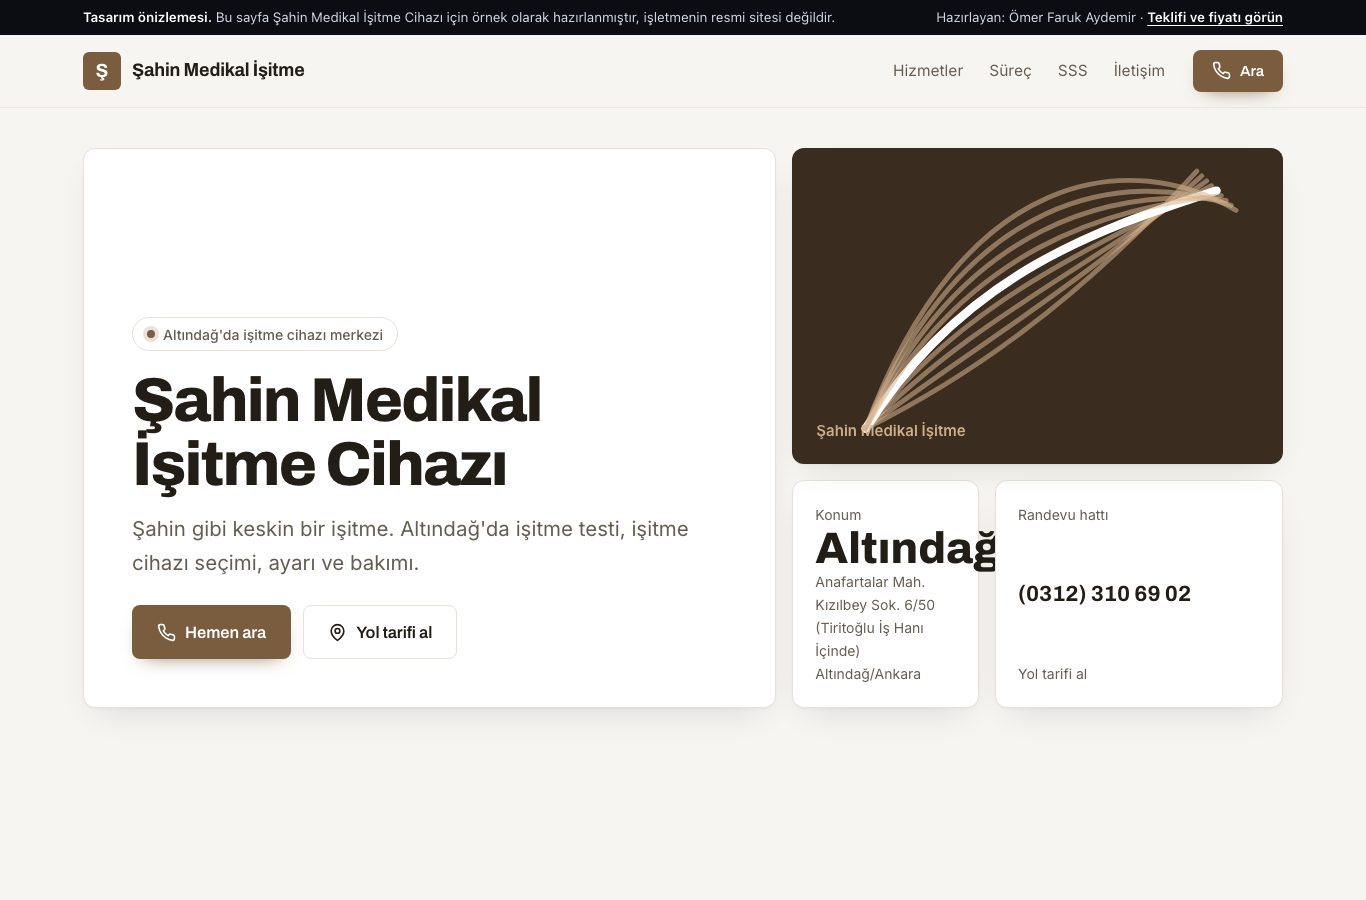 Tasarım önizlemesi. Bu sayfa Şahin Medikal İşitme Cihazı için örnek olarak hazırlanmıştır, işletmenin resmi sitesi değildir.
Hazırlayan: Ömer Faruk Aydemir · Teklifi ve fiyatı görün
Ş
Şahin Medikal İşitme
Hizmetler
Süreç
SSS
İletişim
Ara
Altındağ'da işitme cihazı merkezi
Şahin Medikal
İşitme Cihazı
Şahin gibi keskin bir işitme. Altındağ'da işitme testi, işitme
cihazı seçimi, ayarı ve bakımı.
Hemen ara
Yol tarifi al
Şahin Medikal İşitme
Konum
Altındağ
Anafartalar Mah.
Kızılbey Sok. 6/50
(Tiritoğlu İş Hanı
İçinde)
Altındağ/Ankara
Randevu hattı
(0312) 310 69 02
Yol tarifi al